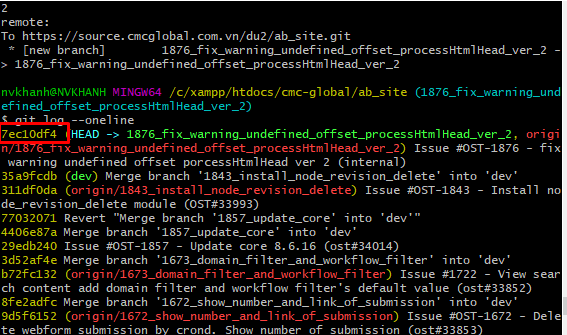 2
remote:
To https://source.cmcglobal.com.vn/du2/ab_site.git
 * [new branch]      1876_fix_warning_undefined_offset_processHtmlHead_ver_2 -
> 1876_fix_warning_undefined_offset_processHtmlHead_ver_2
nvkhanh@NVKHANH MINGW64 /c/xampp/htdocs/cmc-global/ab_site (1876_fix_warning_und
efined_offset_processHtmlHead_ver_2)
$ git log --oneline
7ec10df4 (HEAD -> 1876_fix_warning_undefined_offset_processHtmlHead_ver_2, orig
in/1876_fix_warning_undefined_offset_processHtmlHead_ver_2) Issue #OST-1876 - fix
 warning undefined offset porcessHtmlHead ver 2 (internal)
35a9fcdb (dev) Merge branch '1843_install_node_revision_delete' into 'dev'
311df0da (origin/1843_install_node_revision_delete) Issue #OST-1843 - Install no
de_revision_delete module (OST#33993)
77032071 Revert "Merge branch '1857_update_core' into 'dev'"
4406e87a Merge branch '1857_update_core' into 'dev'
29edb240 Issue #OST-1857 - Update core 8.6.16 (ost#34014)
3d52af4e Merge branch '1673_domain_filter_and_workflow_filter' into 'dev'
b72fc132 (origin/1673_domain_filter_and_workflow_filter) Issue #1722 - View sear
ch content add domain filter and workflow filter's default value (ost#33852)
8fe2adfc Merge branch '1672_show_number_and_link_of_submission' into 'dev'
9d5f6152 (origin/1672_show_number_and_link_of_submission) Issue #OST-1672 - Dele
te webform submission by crond. Show number of submission (ost#33853)